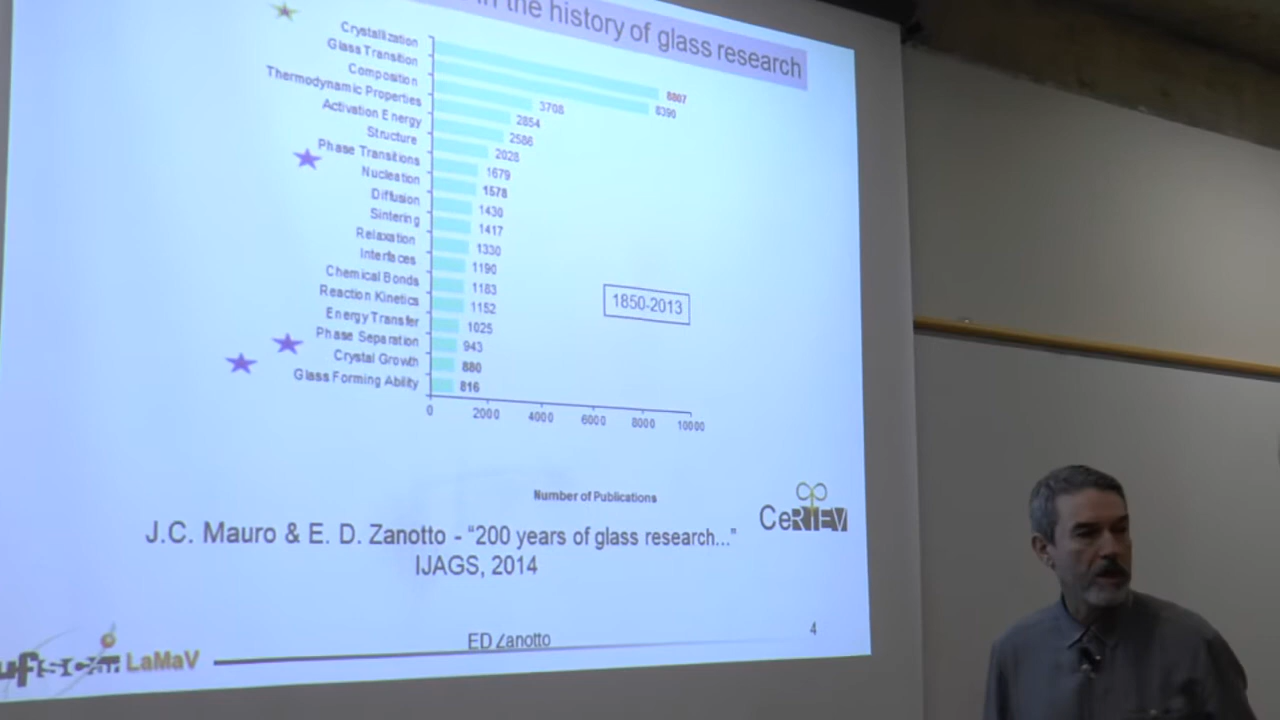 in the history of glass research
Crystallization 8807
Glass Transition 8390
Composition 3708
Thermodynamic Properties 2854
Activation Energy 2586
Structure 2028
Phase Transitions 1679
Nucleation 1578
Diffusion 1430
Sintering 1417
Relaxation 1330
Interfaces 1190
Chemical Bonds 1183
Reaction Kinetics 1152
Energy Transfer 1025
Phase Separation 943
Crystal Growth 880
Glass Forming Ability 816
1850-2013
0 2000 4000 6000 8000 10000
Number of Publications
CeRTEV
J.C. Mauro & E. D. Zanotto - “200 years of glass research...”
IJAGS, 2014
ED Zanotto
4
ufscar LaMaV